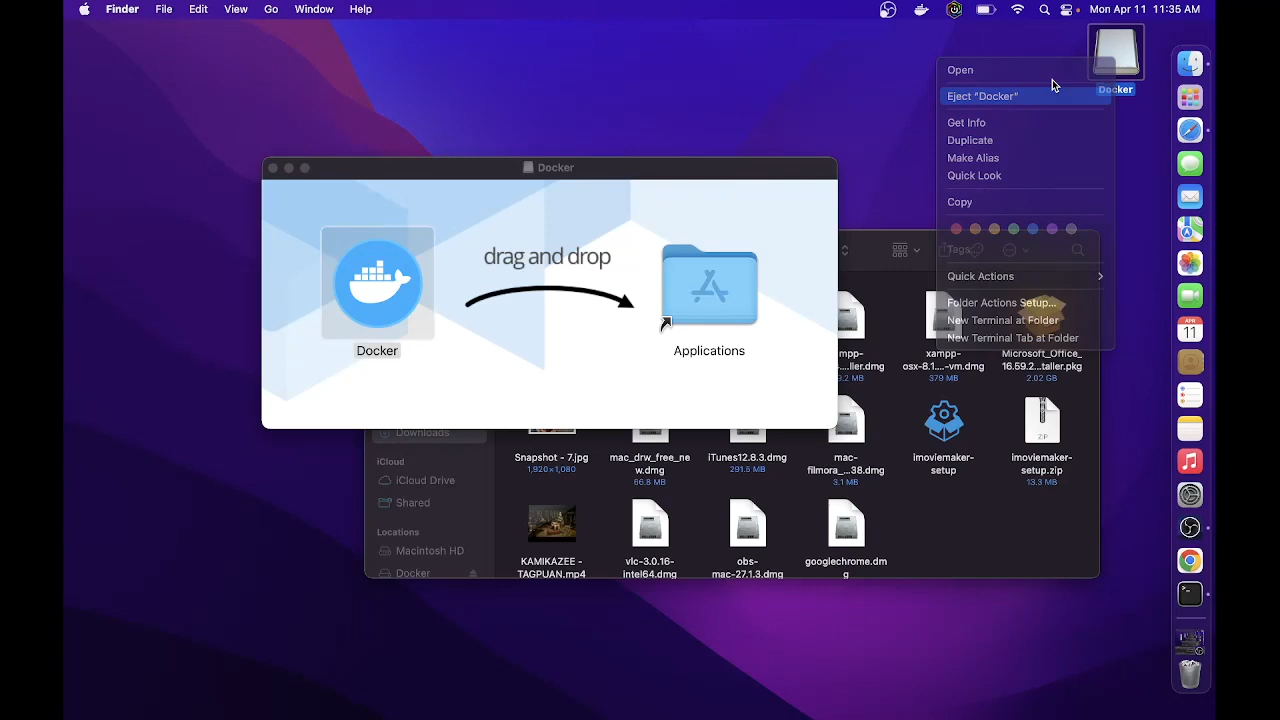 Finder File Edit View Go Window Help
Mon Apr 11 11:35 AM
Docker
Open
Eject “Docker”
Get Info
Duplicate
Make Alias
Quick Look
Copy
Tags...
Quick Actions
Folder Actions Setup...
New Terminal at Folder
New Terminal Tab at Folder
Docker
drag and drop
Docker
Applications
xampp-
osx-8.1....-vm.dmg
379 MB
Microsoft_Office_
16.59.2...taller.pkg
2.02 GB
Downloads
iCloud
iCloud Drive
Shared
Locations
Macintosh HD
Docker
Snapshot - 7.jpg
1,920×1,080
mac_drw_free_ne
w.dmg
66.8 MB
iTunes12.8.3.dmg
291.5 MB
mac-
filmora_...38.dmg
3.1 MB
imoviemaker-
setup
imoviemaker-
setup.zip
13.3 MB
ZIP
KAMIKAZEE -
TAGPUAN.mp4
vlc-3.0.16-
intel64.dmg
obs-
mac-27.1.3.dmg
googlechrome.dm
g
APR
11